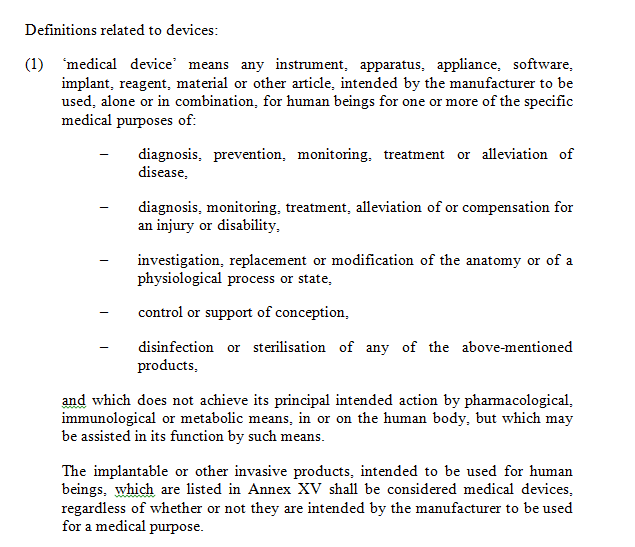 Definitions related to devices:
(1) 'medical device' means any instrument, apparatus, appliance, software,
implant, reagent, material or other article, intended by the manufacturer to be
used, alone or in combination, for human beings for one or more of the specific
medical purposes of:
– diagnosis, prevention, monitoring, treatment or alleviation of
disease,
– diagnosis, monitoring, treatment, alleviation of or compensation for
an injury or disability,
– investigation, replacement or modification of the anatomy or of a
physiological process or state,
– control or support of conception,
– disinfection or sterilisation of any of the above-mentioned
products,
and which does not achieve its principal intended action by pharmacological,
immunological or metabolic means, in or on the human body, but which may
be assisted in its function by such means.
The implantable or other invasive products, intended to be used for human
beings, which are listed in Annex XV shall be considered medical devices,
regardless of whether or not they are intended by the manufacturer to be used
for a medical purpose.